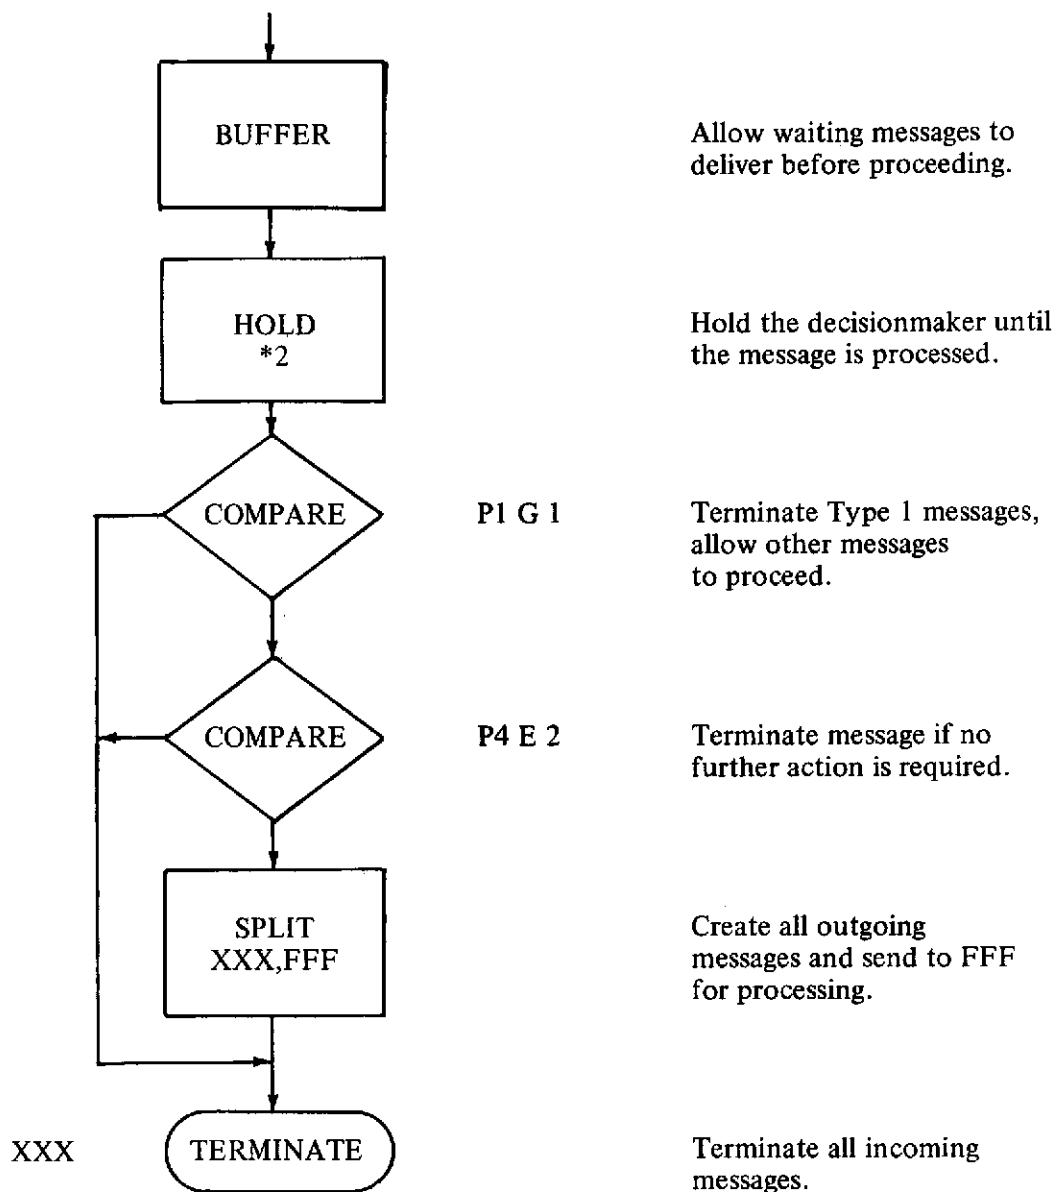 BUFFER
Allow waiting messages to
deliver before proceeding.
HOLD
*2
Hold the decisionmaker until
the message is processed.
COMPARE
P1 G 1
Terminate Type 1 messages,
allow other messages
to proceed.
COMPARE
P4 E 2
Terminate message if no
further action is required.
SPLIT
XXX,FFF
Create all outgoing
messages and send to FFF
for processing.
XXX
TERMINATE
Terminate all incoming
messages.